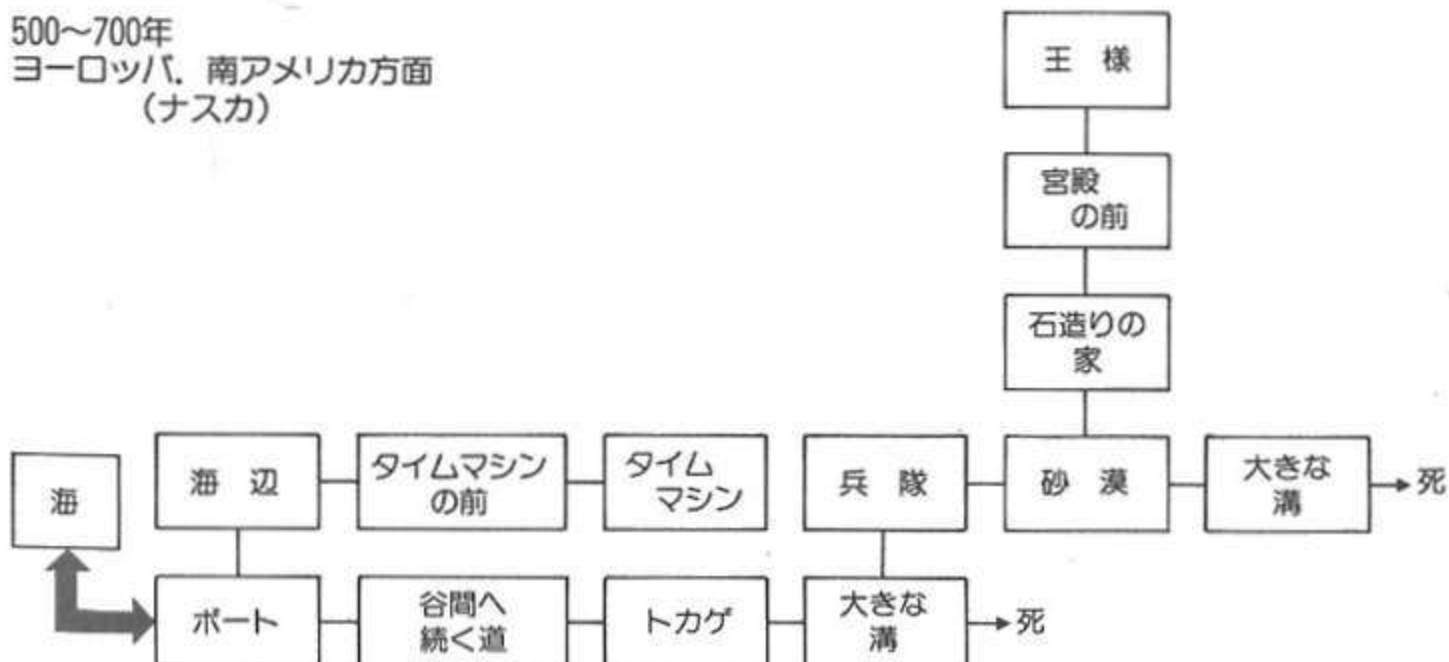 500〜700年
ヨーロッパ．南アメリカ方面
（ナスカ）
王様
宮殿
の前
石造りの
家
海
海辺
タイムマシン
の前
タイム
マシン
兵隊
砂漠
大きな
溝
死
ボート
谷間へ
続く道
トカゲ
大きな
溝
死